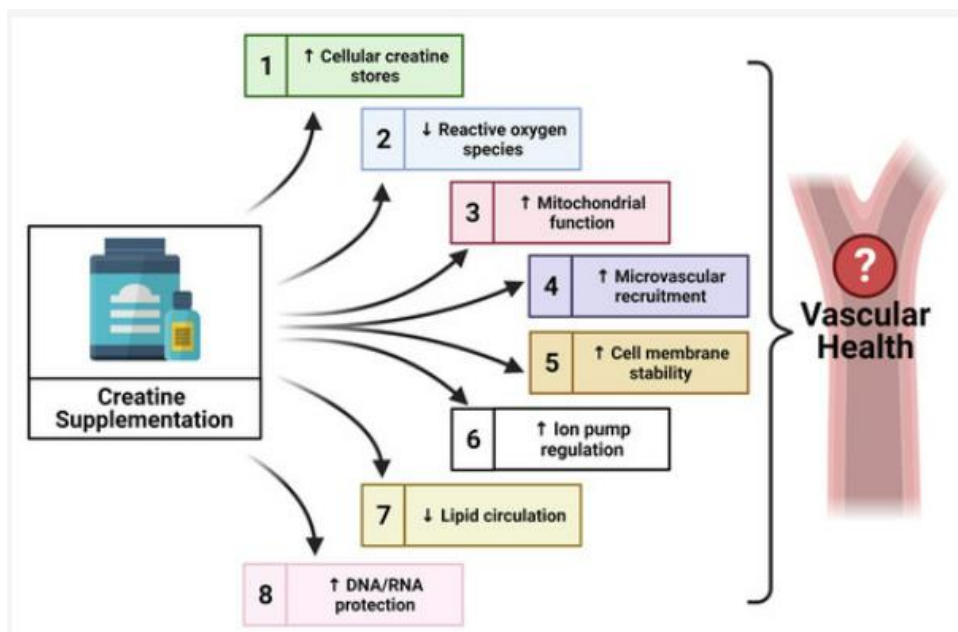 1
↑ Cellular creatine
stores
2
↓ Reactive oxygen
species
3
↑ Mitochondrial
function
4
↑ Microvascular
recruitment
5
↑ Cell membrane
stability
6
↑ Ion pump
regulation
7
↓ Lipid circulation
8
↑ DNA/RNA
protection
Creatine
Supplementation
?
Vascular
Health